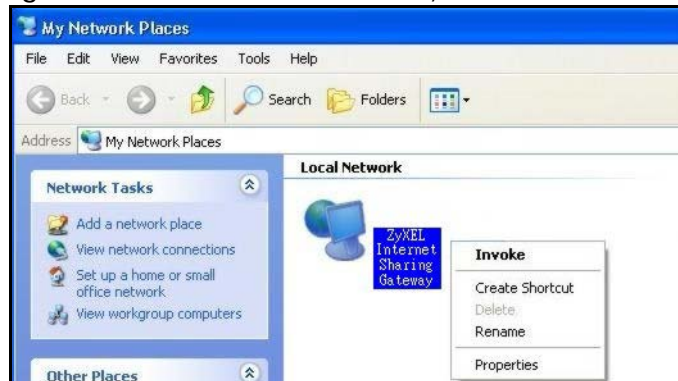 My Network Places
File Edit View Favorites Tools Help
Back Search Folders
Address My Network Places
Network Tasks
Add a network place
View network connections
Set up a home or small
office network
View workgroup computers
Other Places
Local Network
ZyXEL
Internet
Sharing
Gateway
Invoke
Create Shortcut
Delete
Rename
Properties